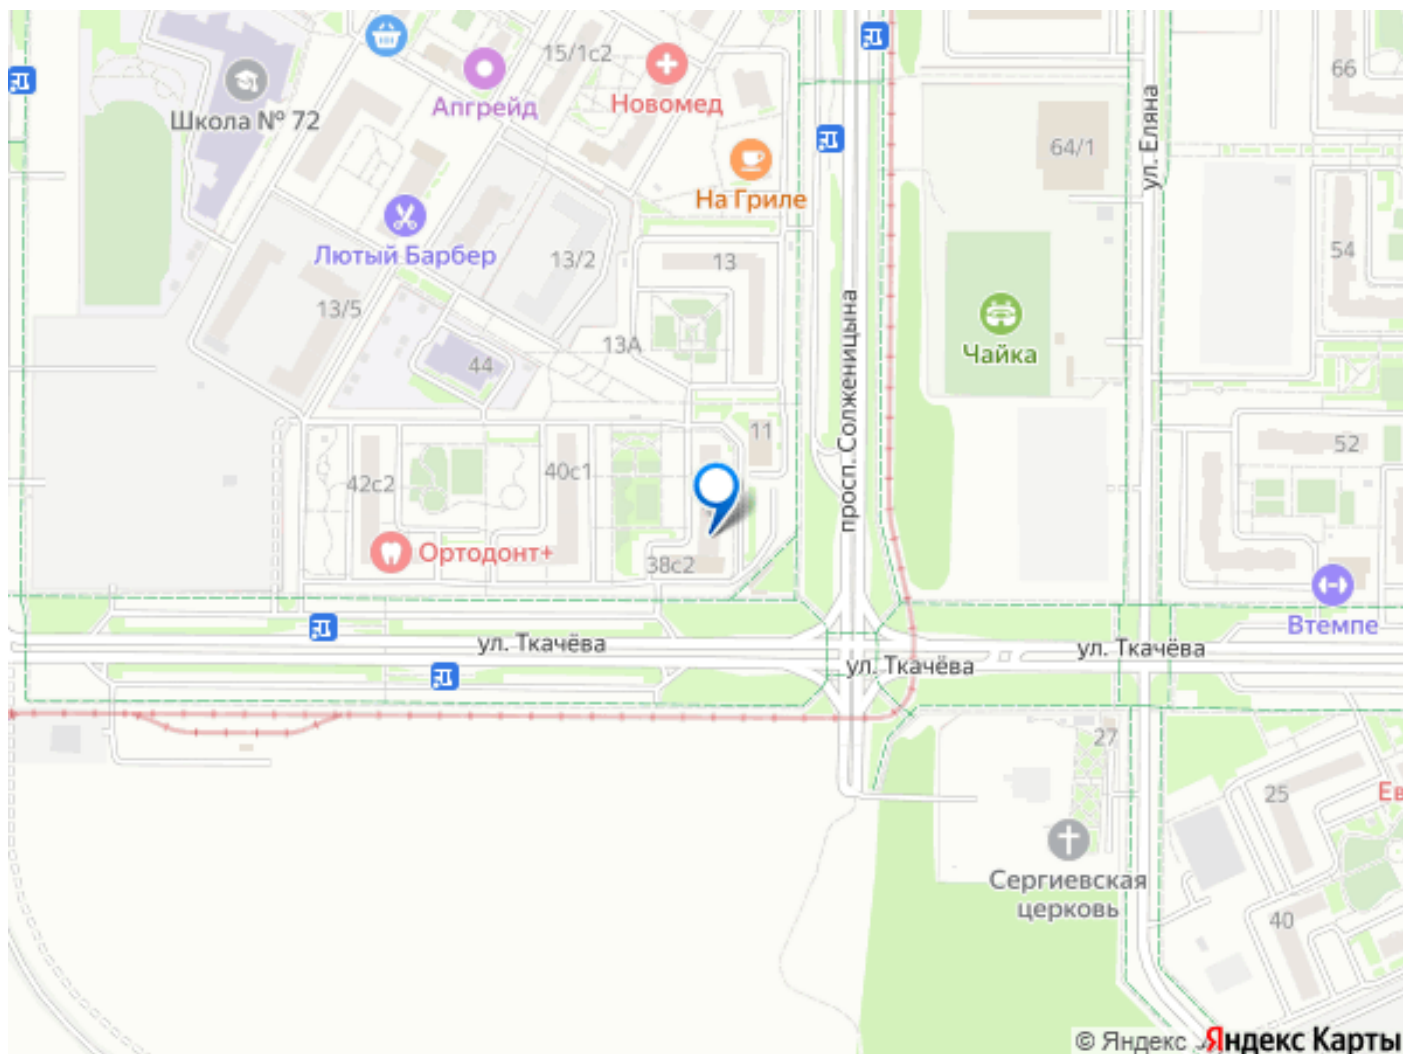 15/1с2
66
Апгрейд
Новомед
Школа № 72
64/1
ул. Еляна
На Гриле
Лютый Барбер
13/2
13
54
13/5
просп. Солженицына
13А
Чайка
44
11
52
42с2
40с1
Ортодонт+
38с2
Втемпе
ул. Ткачёва
ул. Ткачёва
ул. Ткачёва
27
25
Ев
Сергиевская
церковь
40
© Яндекс
Яндекс Карты